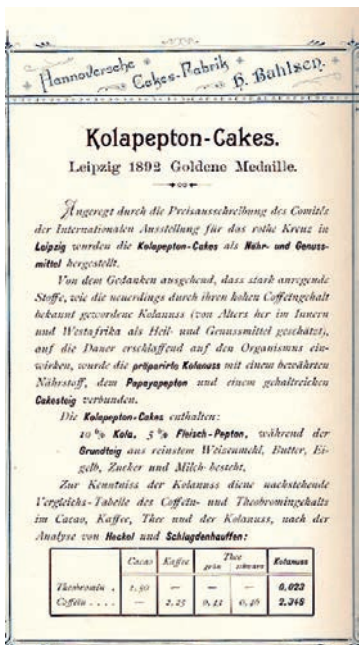 Hannoversche Cakes-Fabrik H. Bahlsen.
Kolapepton-Cakes.
Leipzig 1892 Goldene Medaille.
Angeregt durch die Preisausschreibung des Comités
der Internationalen Ausstellung für das rothe Kreuz in
Leipzig wurden die Kolapepton-Cakes als Nähr- und Genuss-
mittel hergestellt.
Von dem Gedanken ausgehend, dass stark anregende
Stoffe, wie die neuerdings durch ihren hohen Coffeïngehalt
bekannt gewordene Kolanuss (von Alters her im Innern
und Westafrika als Heil- und Genussmittel geschätzt),
auf die Dauer erschlaffend auf den Organismus ein-
wirken, wurde die präparirte Kolanuss mit einem bewährten
Nährstoff, dem Papayapepton und einem gehaltreichen
Cakesteig verbunden.
Die Kolapepton-Cakes enthalten:
10 % Kola, 5 % Fleisch-Pepton, während der
Grundteig aus reinstem Weizenmehl, Butter, Ei-
gelb, Zucker und Milch besteht.
Zur Kenntniss der Kolanuss diene nachstehende
Vergleichs-Tabelle des Coffeïn- und Theobromingehalts
im Cacao, Kaffee, Thee und der Kolanuss, nach der
Analyse von Heckel und Schlagdenhauffen:
Cacao Kaffee Thee Kolanuss
grün schwarz
Theobromin . 1,50 — — — 0,023
Coffeïn . . . . — 2,25 0,43 0,46 2,348